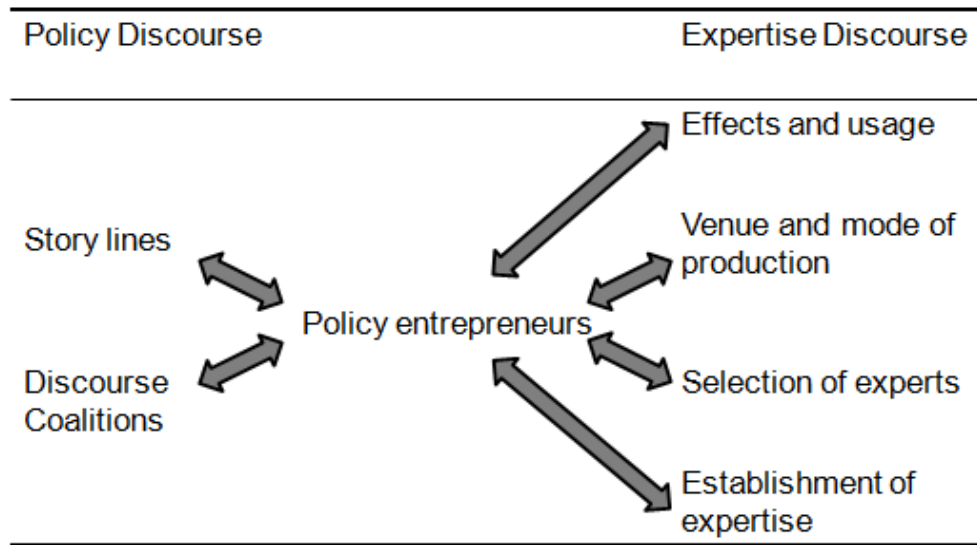 Policy Discourse
Expertise Discourse
Effects and usage
Story lines
Venue and mode of
production
Policy entrepreneurs
Discourse
Coalitions
Selection of experts
Establishment of
expertise